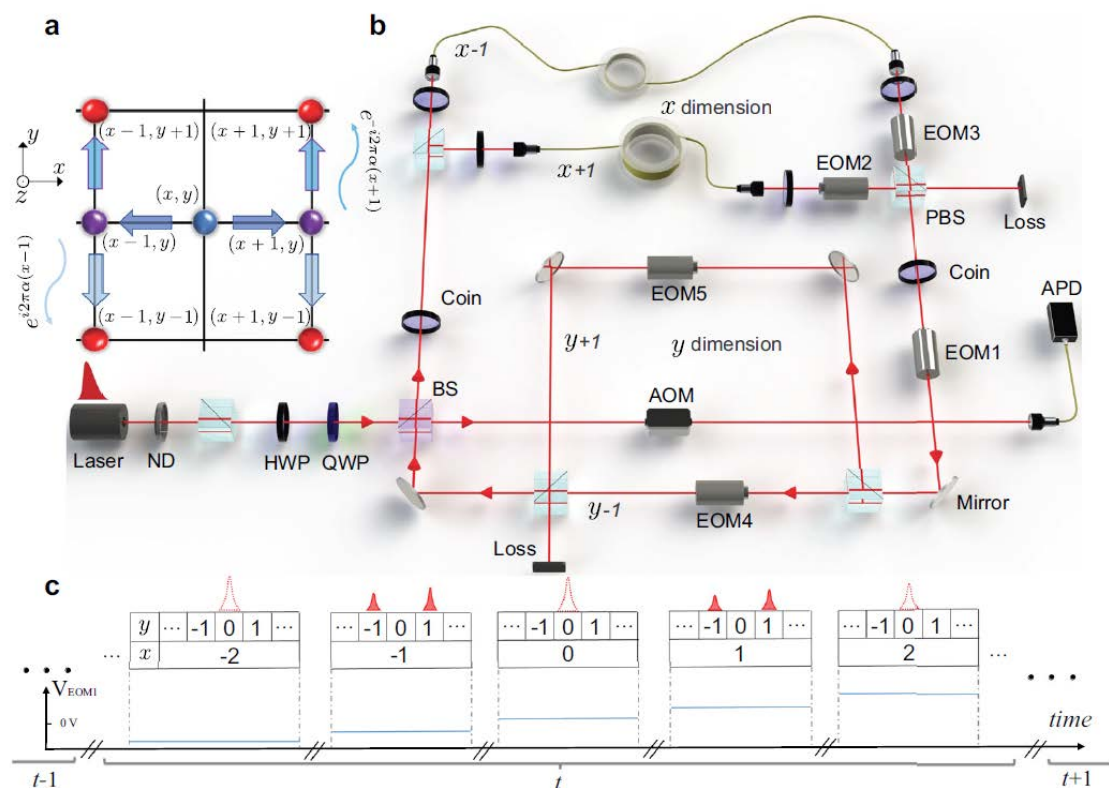 a
y
x
z
(x − 1, y + 1)
(x + 1, y + 1)
(x, y)
(x − 1, y)
(x + 1, y)
(x − 1, y − 1)
(x + 1, y − 1)
e^{-i2πα(x+1)}
e^{i2πα(x−1)}
b
x-1
x dimension
EOM3
x+1
EOM2
PBS
Loss
Coin
EOM5
Coin
APD
y+1
y dimension
EOM1
BS
AOM
Laser
ND
HWP
QWP
y-1
EOM4
Mirror
Loss
c
y ⋯ -1 0 1 ⋯ ⋯ -1 0 1 ⋯ ⋯ -1 0 1 ⋯ ⋯ -1 0 1 ⋯ ⋯ -1 0 1 ⋯
⋯ x -2 -1 0 1 2 ⋯
V_{EOM1}
0 V
time
t-1 t t+1